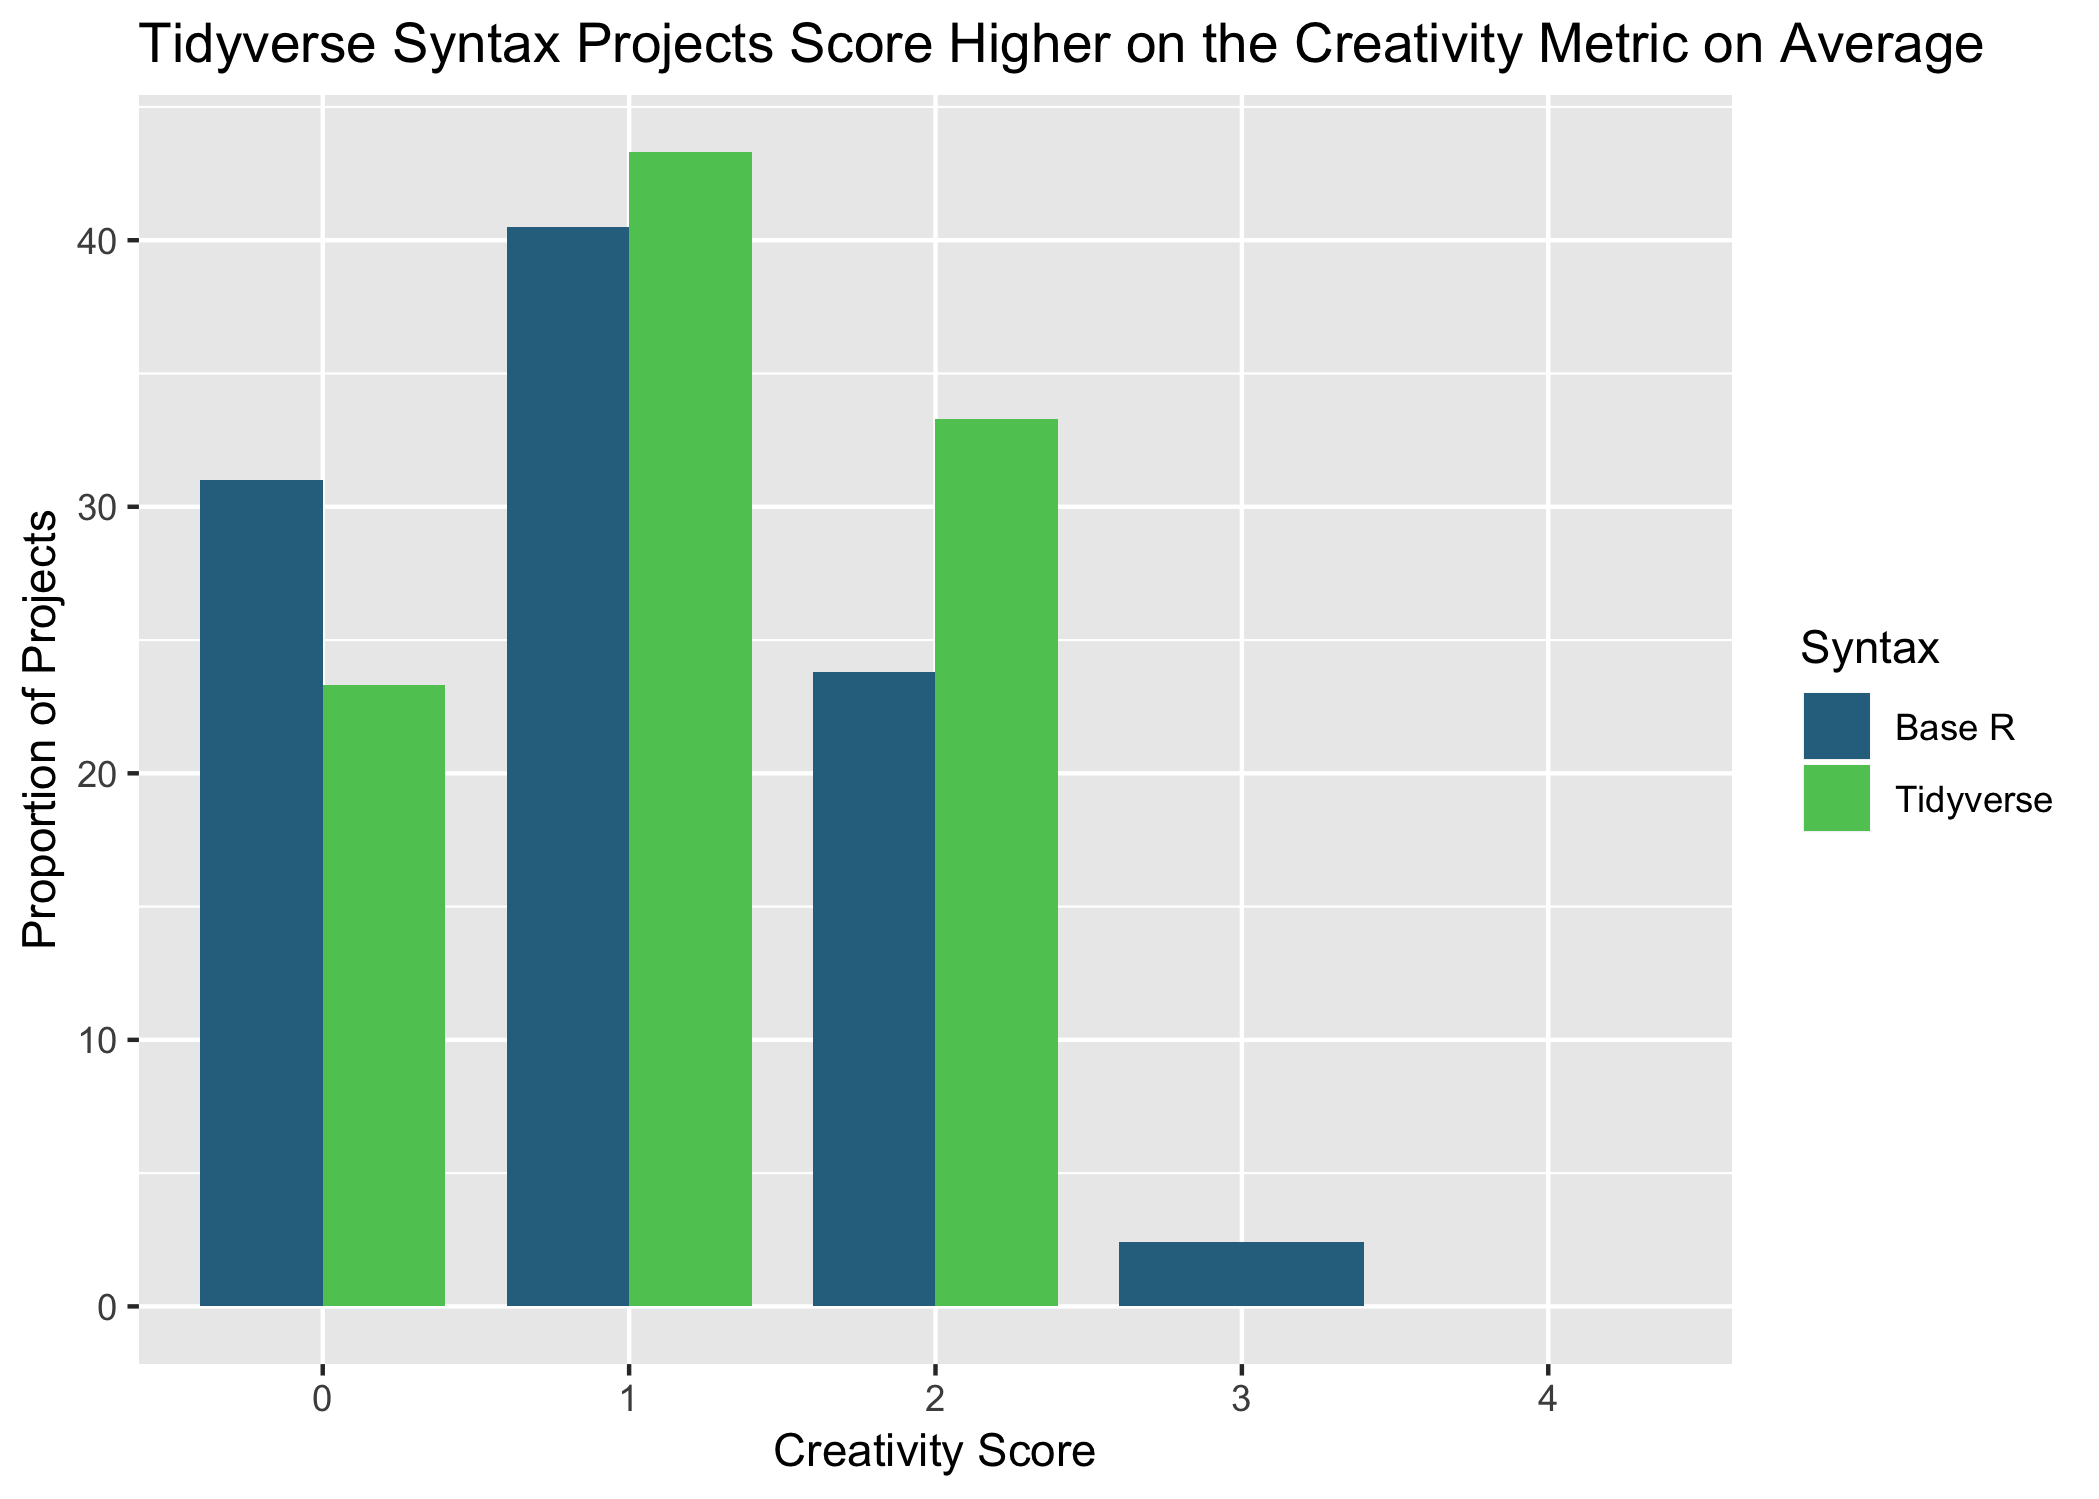 Tidyverse Syntax Projects Score Higher on the Creativity Metric on Average
Proportion of Projects
40
30
20
10
0
0 1 2 3 4
Creativity Score
Syntax
Base R
Tidyverse